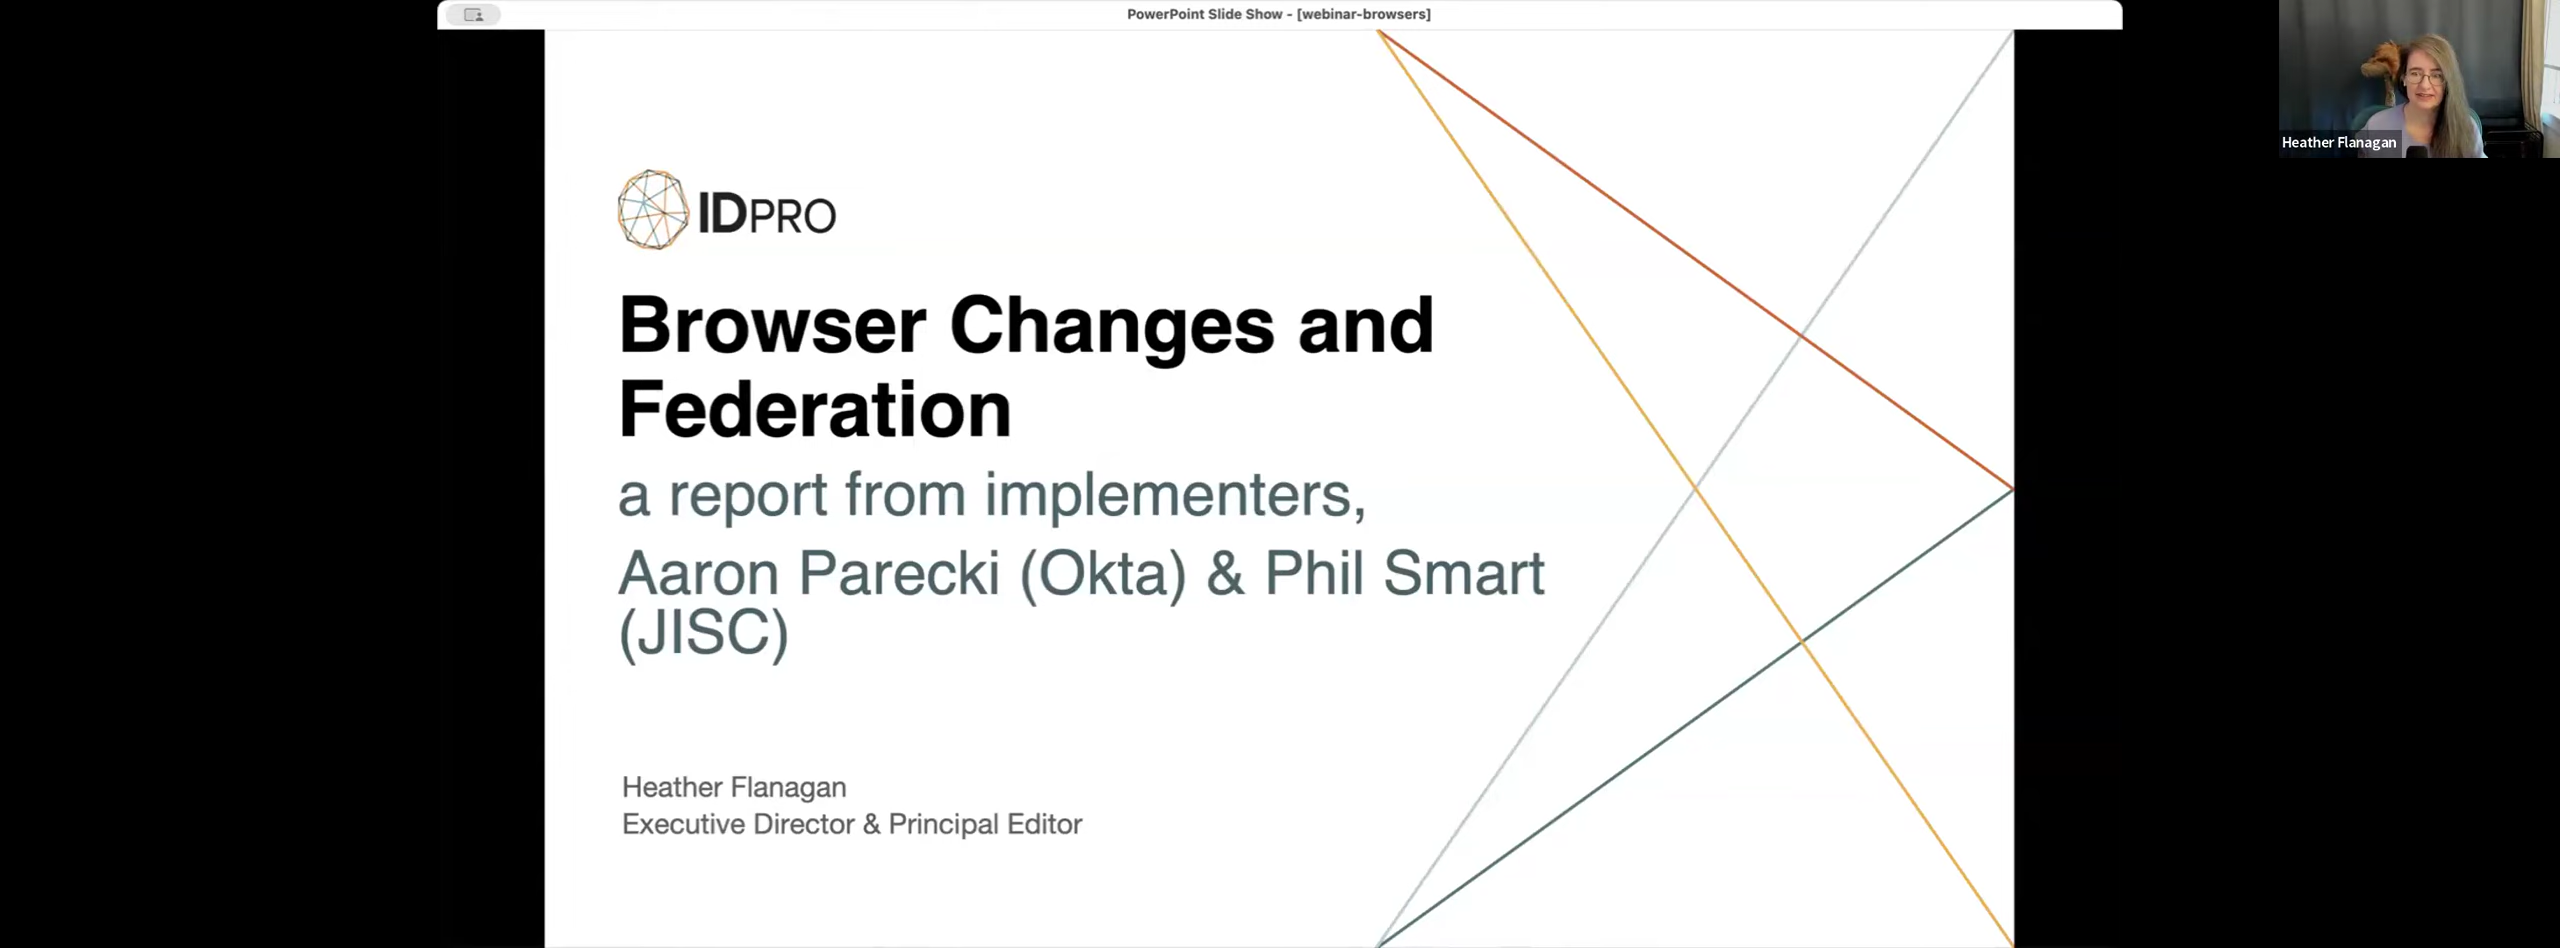 PowerPoint Slide Show - [webinar-browsers]
Heather Flanagan
IDPRO
Browser Changes and
Federation
a report from implementers,
Aaron Parecki (Okta) & Phil Smart
(JISC)
Heather Flanagan
Executive Director & Principal Editor